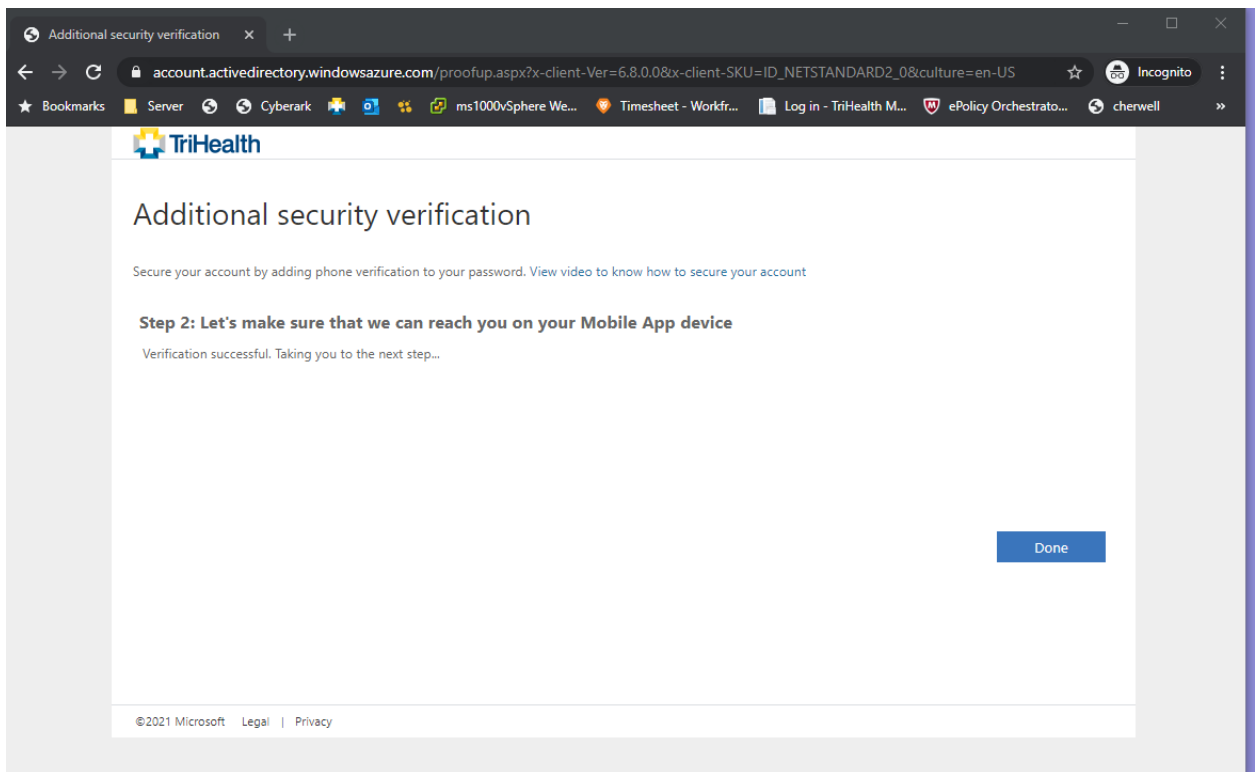 Additional security verification
account.activedirectory.windowsazure.com/proofup.aspx?x-client-Ver=6.8.0.0&x-client-SKU=ID_NETSTANDARD2_0&culture=en-US Incognito
Bookmarks Server Cyberark ms1000vSphere We... Timesheet - Workfr... Log in - TriHealth M... ePolicy Orchestrato... cherwell »
TriHealth
Additional security verification
Secure your account by adding phone verification to your password. View video to know how to secure your account
Step 2: Let's make sure that we can reach you on your Mobile App device
Verification successful. Taking you to the next step...
Done
©2021 Microsoft Legal | Privacy